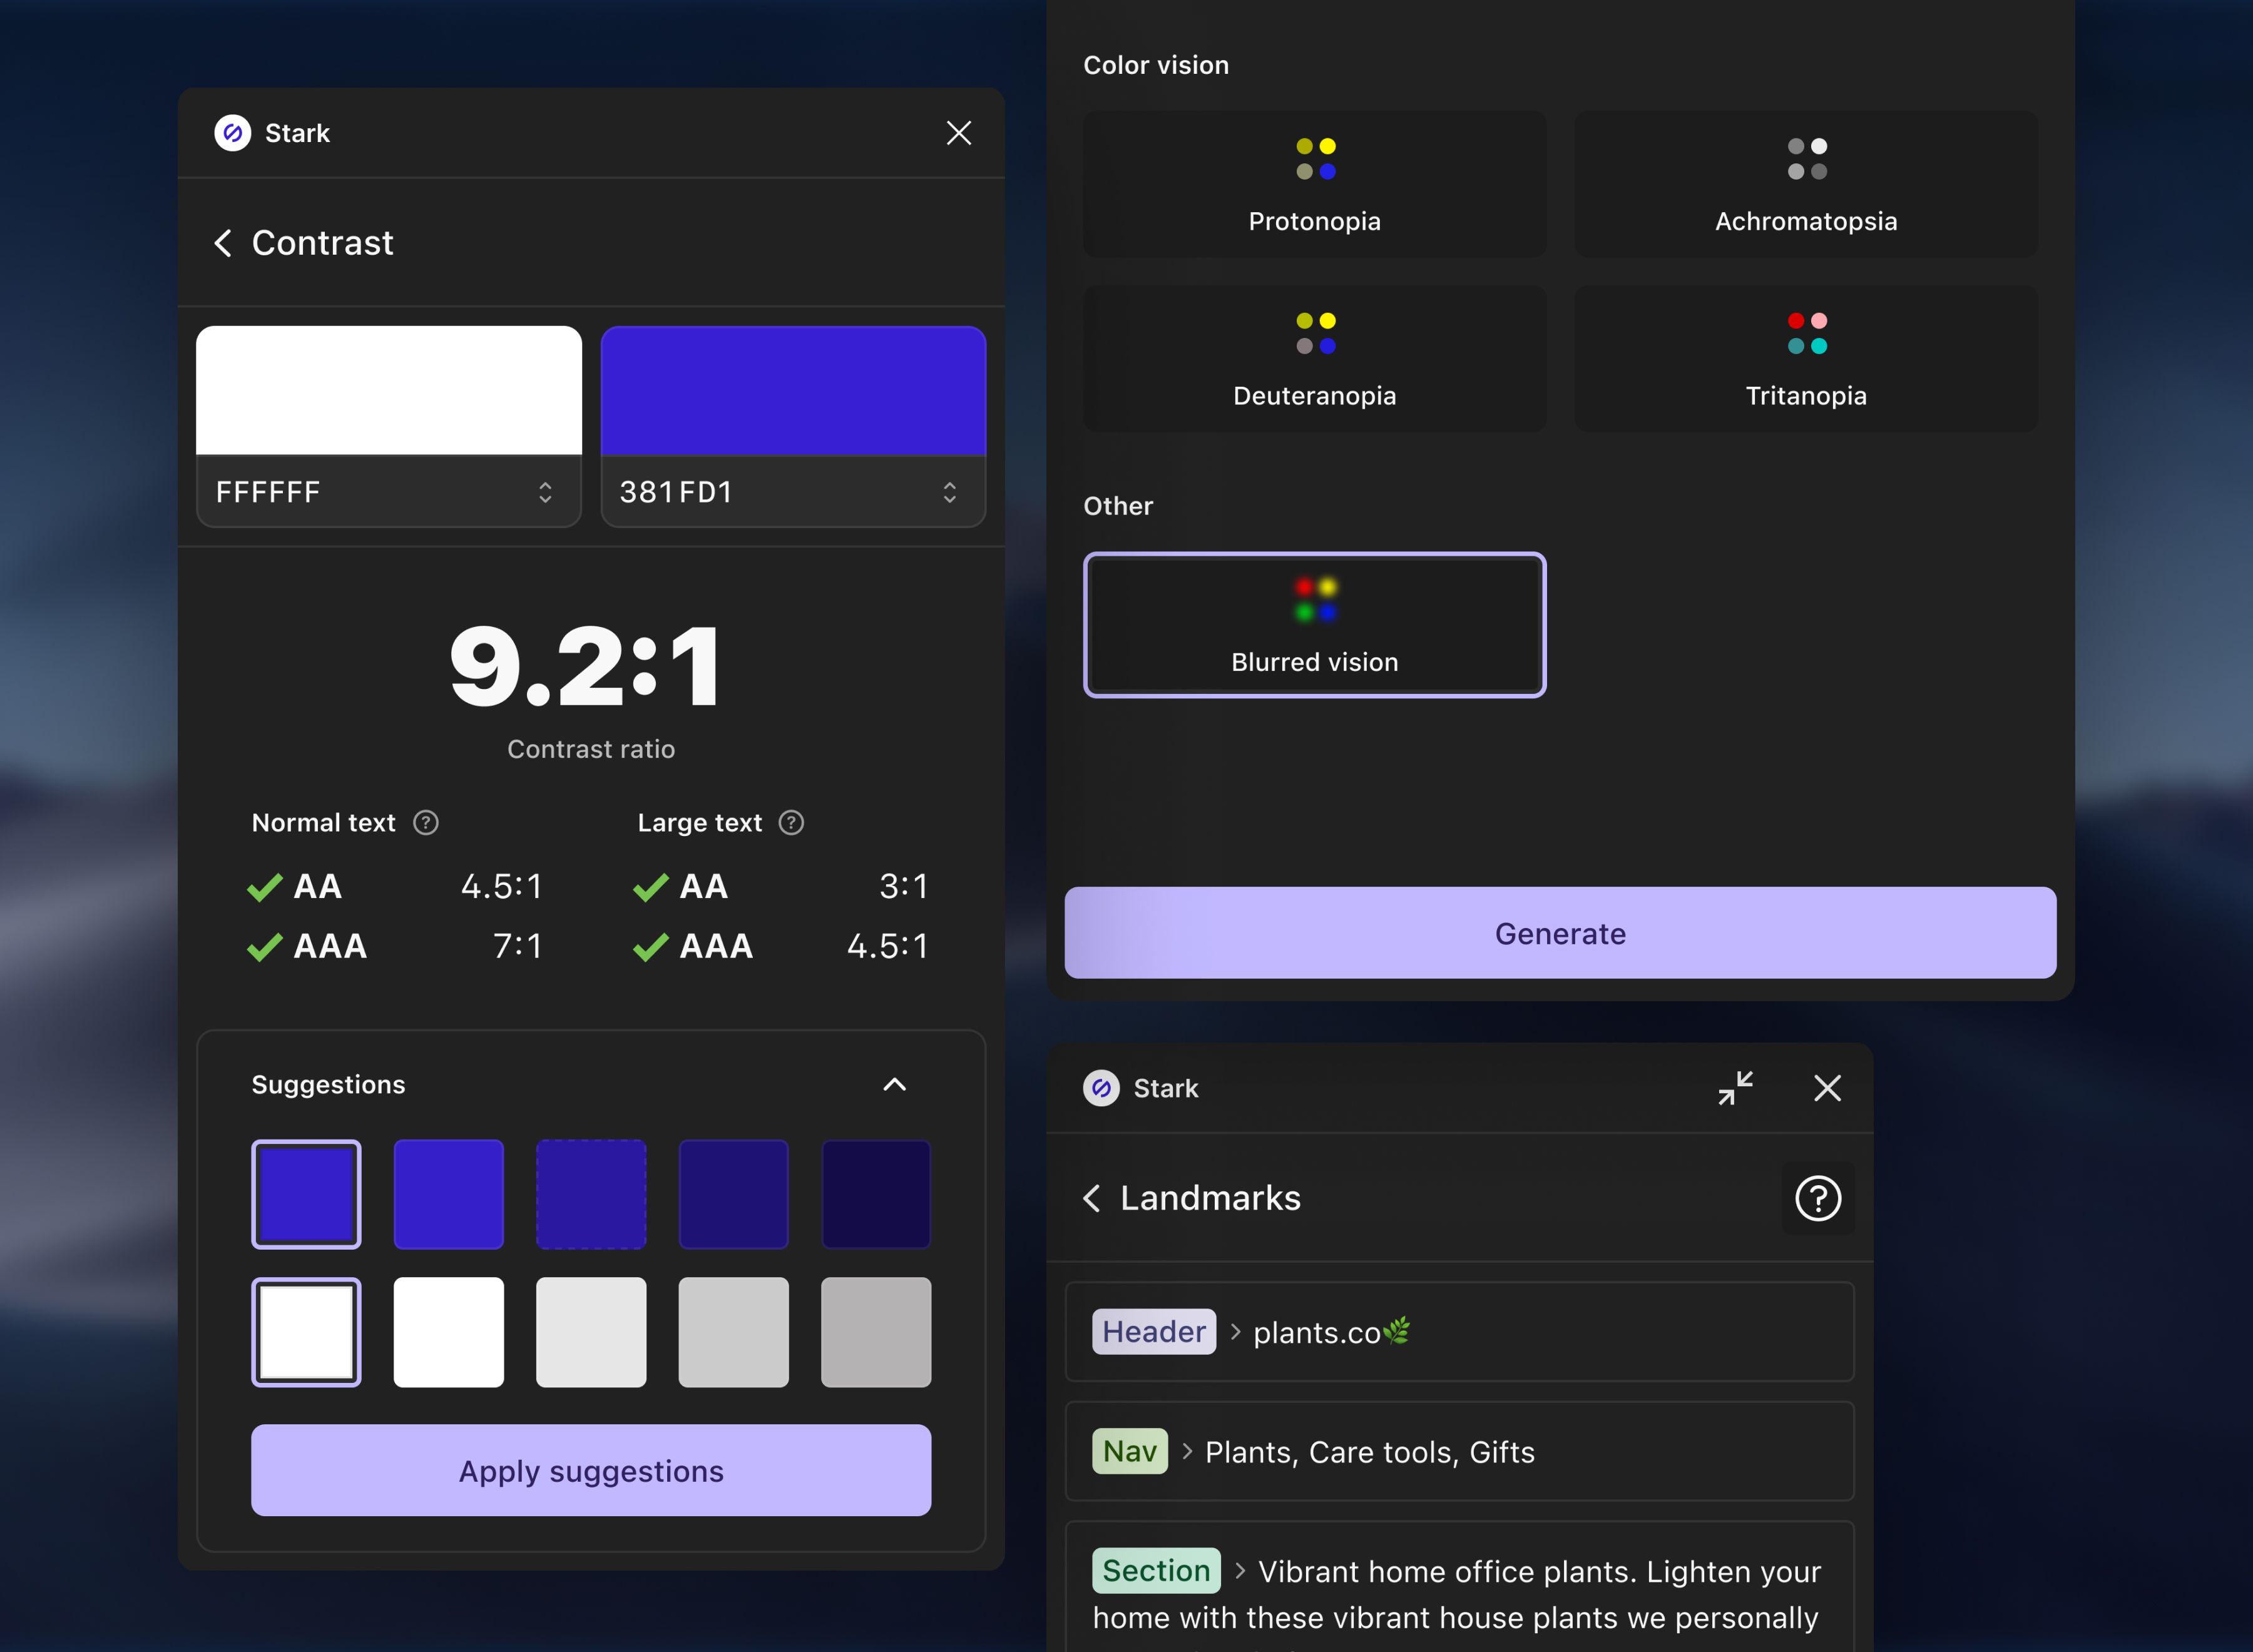 Stark
Contrast
FFFFFF
381FD1
9.2:1
Contrast ratio
Normal text
AA 4.5:1
AAA 7:1
Large text
AA 3:1
AAA 4.5:1
Suggestions
Apply suggestions
Color vision
Protonopia
Achromatopsia
Deuteranopia
Tritanopia
Other
Blurred vision
Generate
Stark
Landmarks
Header > plants.co🌿
Nav > Plants, Care tools, Gifts
Section > Vibrant home office plants. Lighten your
home with these vibrant house plants we personally